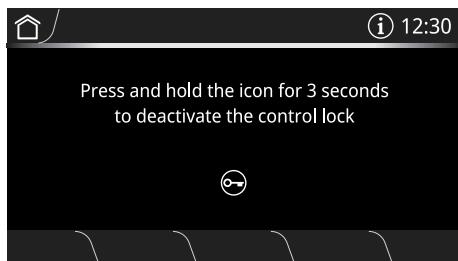 12:30
Press and hold the icon for 3 seconds
to deactivate the control lock